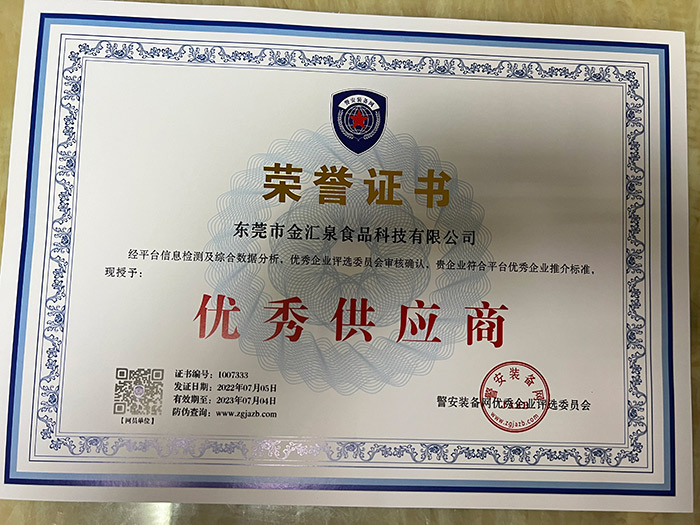 警安装备网
荣誉证书
东莞市金汇泉食品科技有限公司
经平台信息检测及综合数据分析，优秀企业评选委员会审核确认，贵企业符合平台优秀企业推介标准，
现授予：
优秀供应商
证书编号：1007333
发证日期：2022年07月05日
有效期至：2023年07月04日
防伪查询：www.zgjazb.com
【网员单位】
警安装备网
www.zgjazb.com
警安装备网优秀企业评选委员会